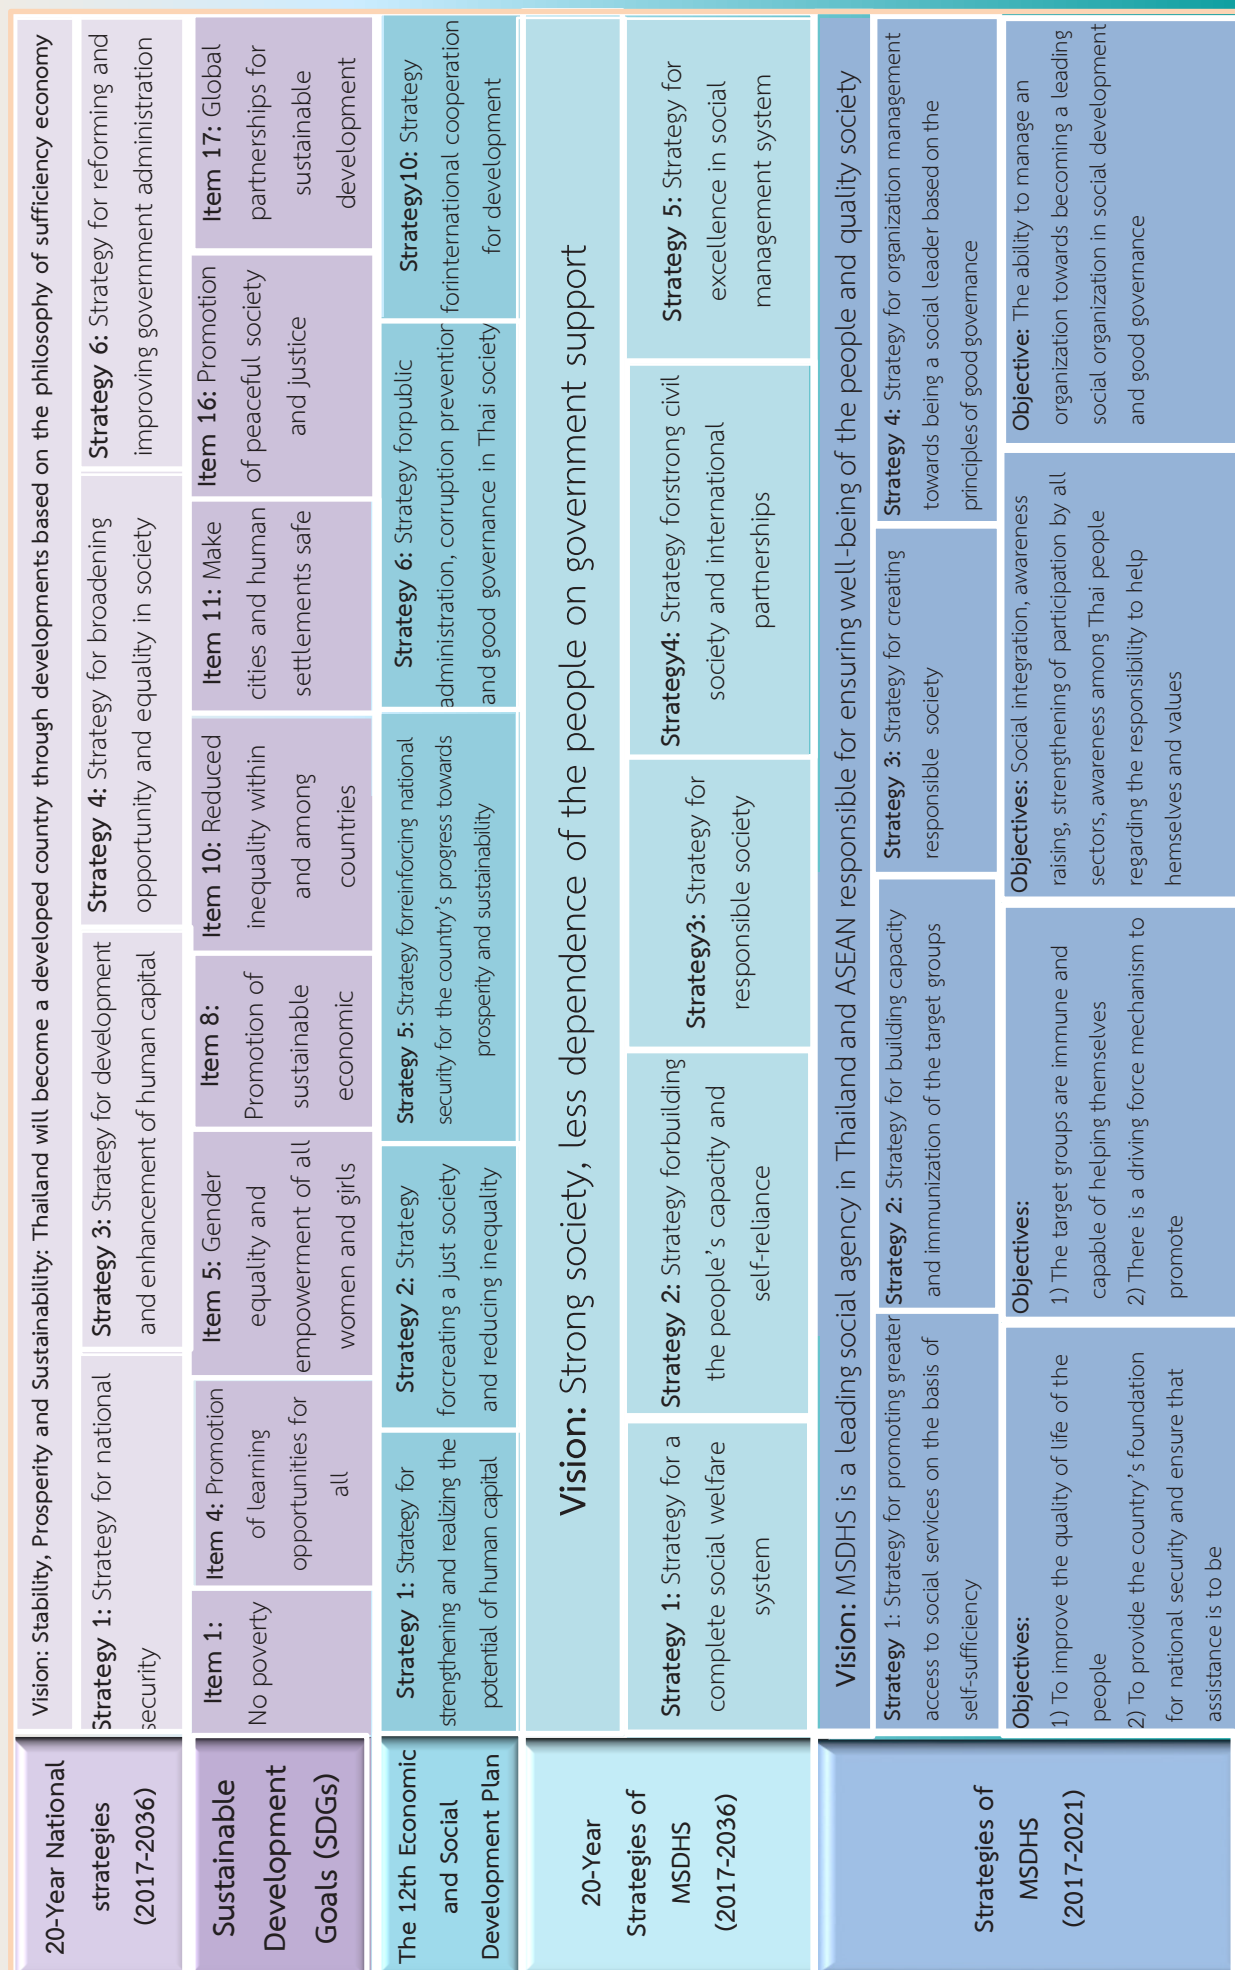 20-Year National
strategies
(2017-2036)
Vision: Stability, Prosperity and Sustainability: Thailand will become a developed country through developments based on the philosophy of sufficiency economy
Strategy 1: Strategy for national
security
Strategy 3: Strategy for development
and enhancement of human capital
Strategy 4: Strategy for broadening
opportunity and equality in society
Strategy 6: Strategy for reforming and
improving government administration
Sustainable
Development
Goals (SDGs)
Item 1:
No poverty
Item 4: Promotion
of learning
opportunities for
all
Item 5: Gender
equality and
empowerment of all
women and girls
Item 8:
Promotion of
sustainable
economic
Item 10: Reduced
inequality within
and among
countries
Item 11: Make
cities and human
settlements safe
Item 16: Promotion
of peaceful society
and justice
Item 17: Global
partnerships for
sustainable
development
The 12th Economic
and Social
Development Plan
Strategy 1: Strategy for
strengthening and realizing the
potential of human capital
Strategy 2: Strategy
forcreating a just society
and reducing inequality
Strategy 5: Strategy forreinforcing national
security for the country's progress towards
prosperity and sustainability
Strategy 6: Strategy forpublic
administration, corruption prevention
and good governance in Thai society
Strategy10: Strategy
forinternational cooperation
for development
20-Year
Strategies of
MSDHS
(2017-2036)
Vision: Strong society, less dependence of the people on government support
Strategy 1: Strategy for a
complete social welfare
system
Strategy 2: Strategy forbuilding
the people's capacity and
self-reliance
Strategy3: Strategy for
responsible society
Strategy4: Strategy forstrong civil
society and international
partnerships
Strategy 5: Strategy for
excellence in social
management system
Strategies of
MSDHS
(2017-2021)
Vision: MSDHS is a leading social agency in Thailand and ASEAN responsible for ensuring well-being of the people and quality society
Strategy 1: Strategy for promoting greater
access to social services on the basis of
self-sufficiency
Strategy 2: Strategy for building capacity
and immunization of the target groups
Strategy 3: Strategy for creating
responsible society
Strategy 4: Strategy for organization management
towards being a social leader based on the
principles of good governance
Objectives:
1) To improve the quality of life of the
people
2) To provide the country's foundation
for national security and ensure that
assistance is to be
Objectives:
1) The target groups are immune and
capable of helping themselves
2) There is a driving force mechanism to
promote
Objectives: Social integration, awareness
raising, strengthening of participation by all
sectors, awareness among Thai people
regarding the responsibility to help
hemselves and values
Objective: The ability to manage an
organization towards becoming a leading
social organization in social development
and good governance